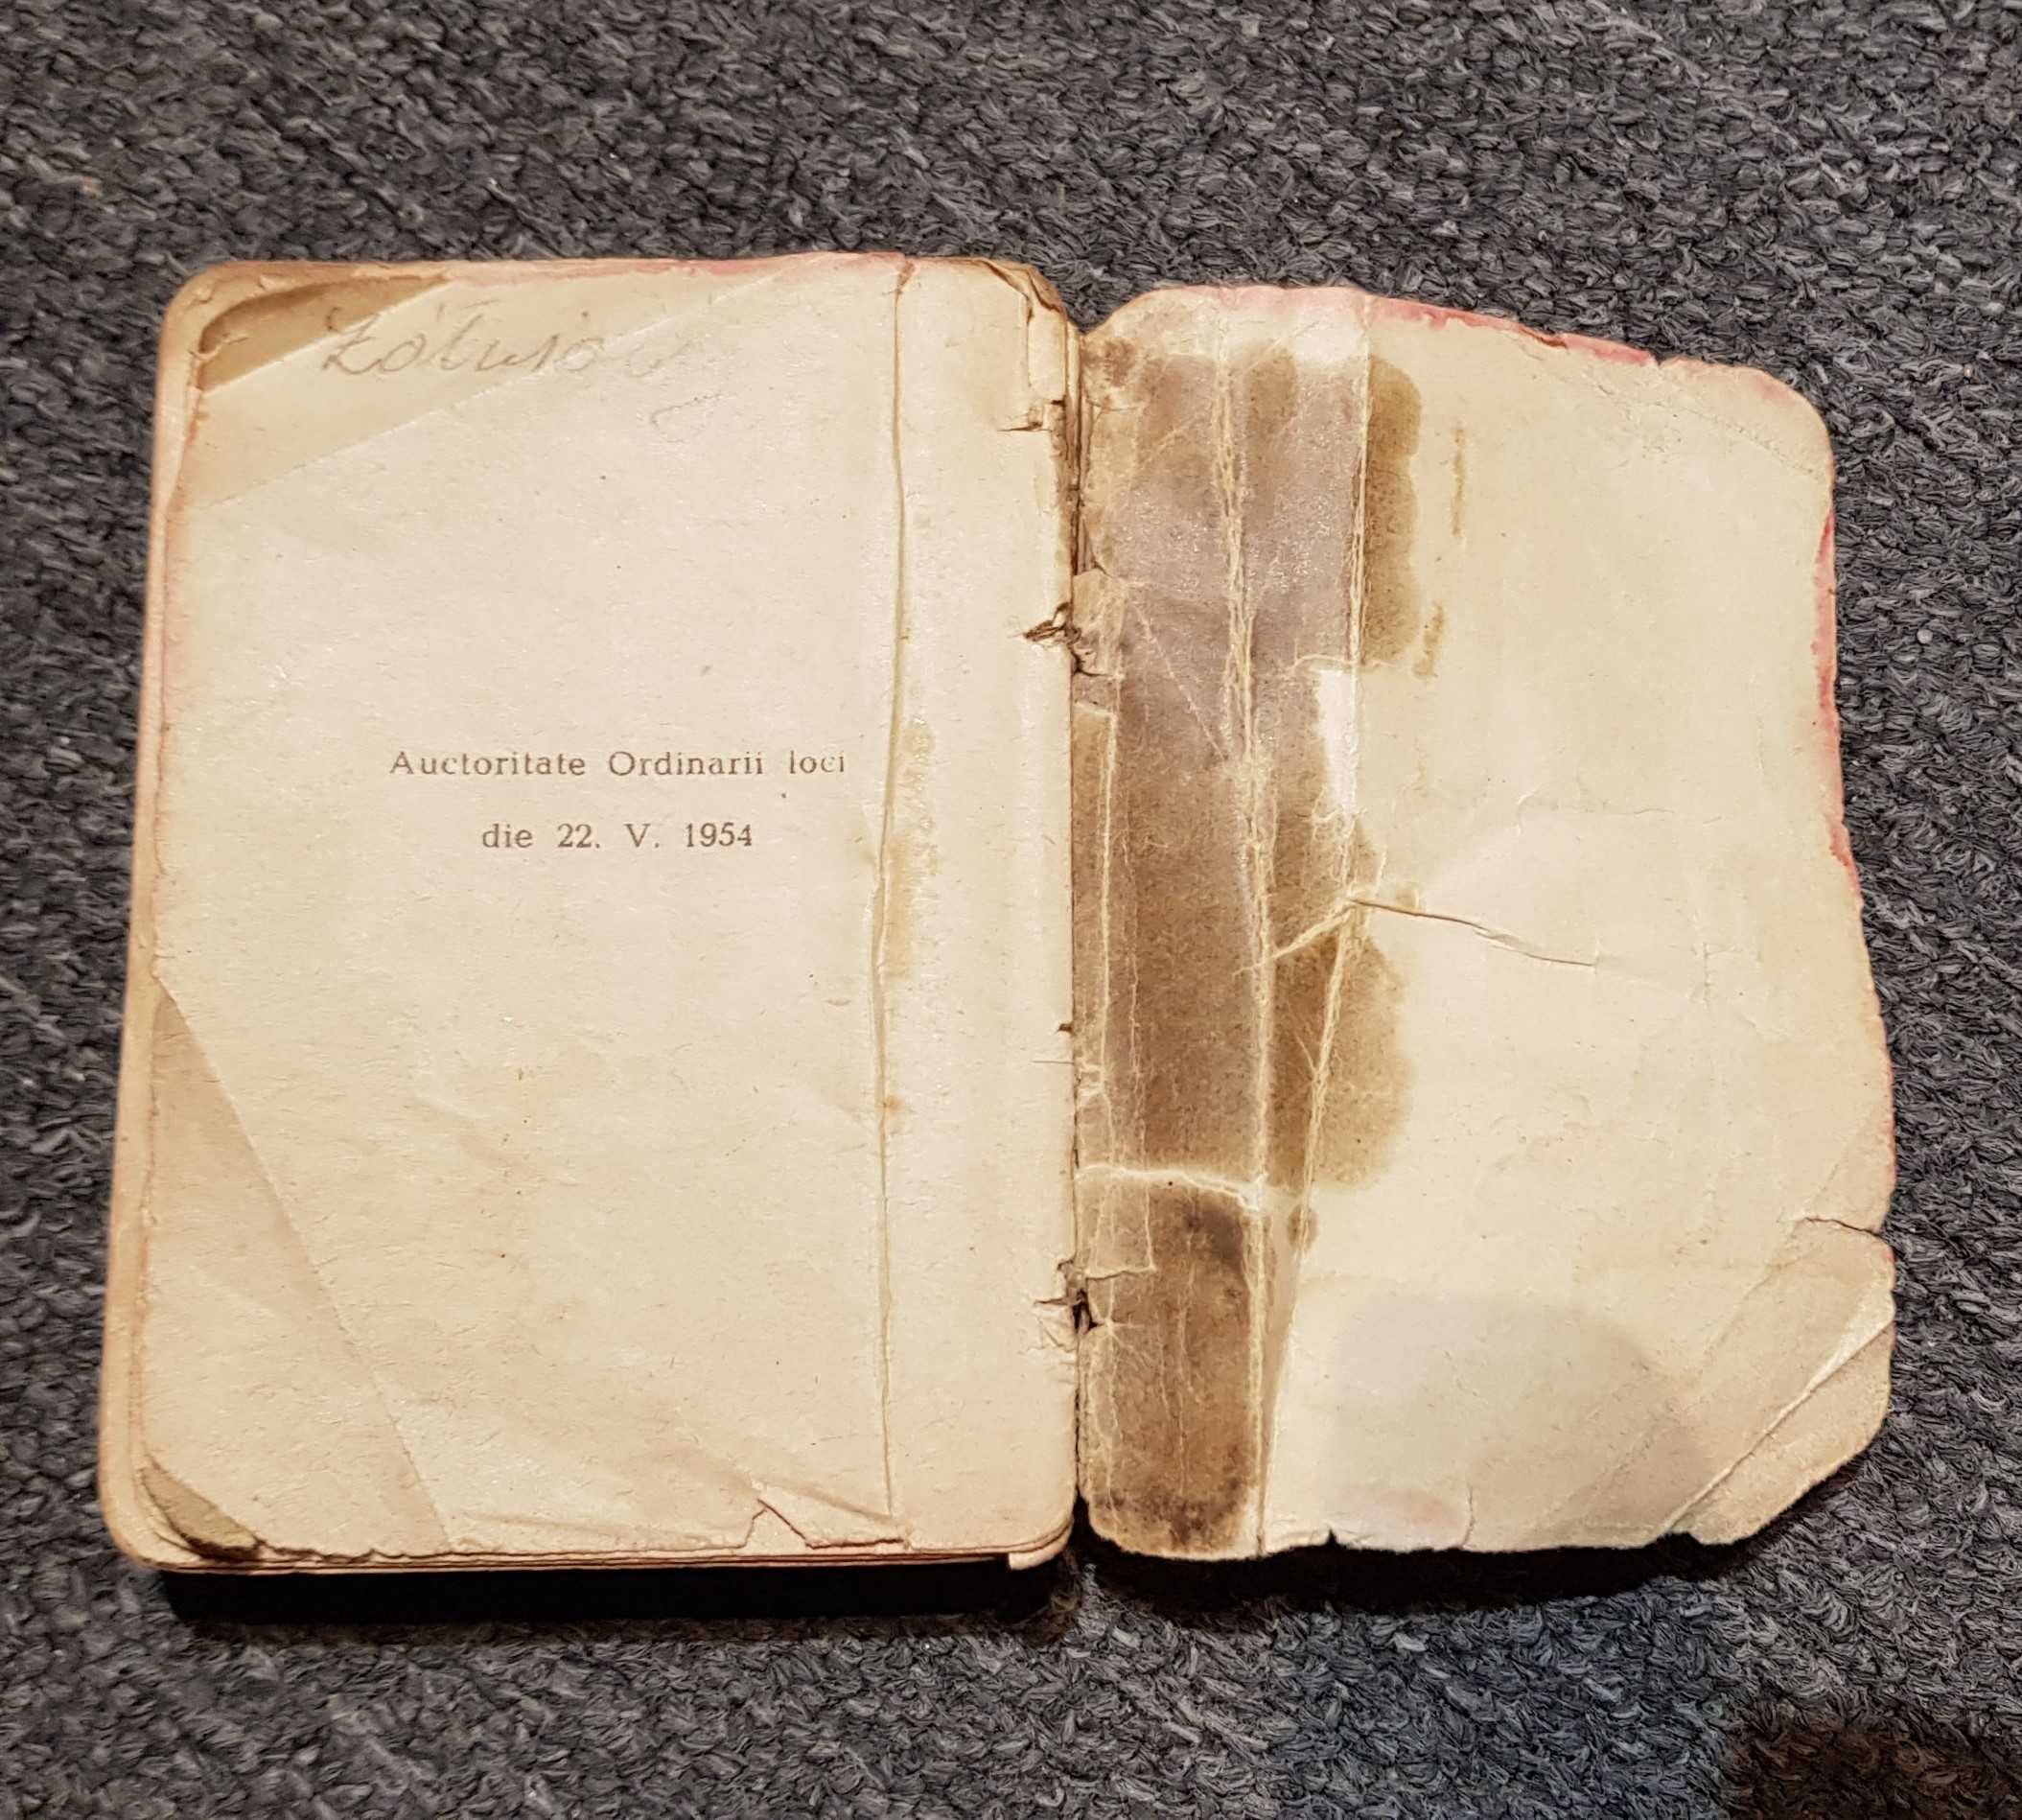 Auctoritate Ordinarii loci
die 22. V. 1954